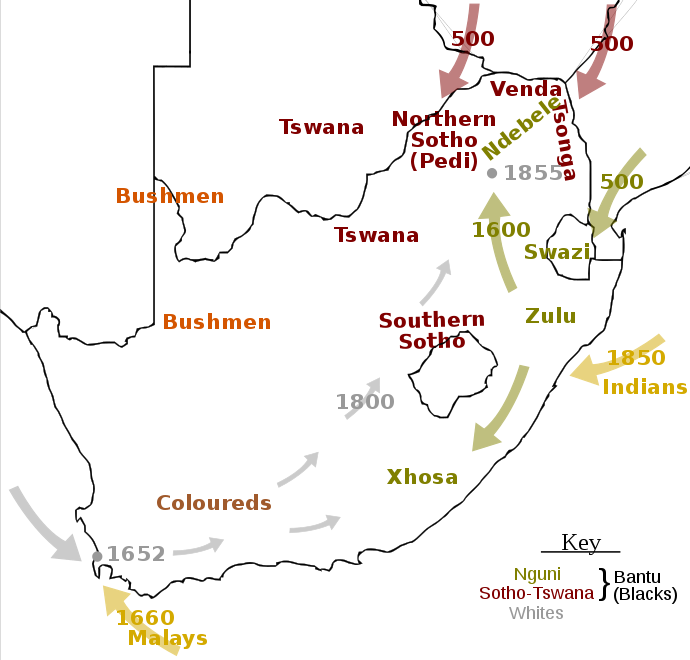 500
500
Venda
Ndebele
Tsonga
Northern
Sotho
(Pedi)
Tswana
1855
500
Bushmen
1600
Tswana
Swazi
Bushmen
Southern
Sotho
Zulu
1850
Indians
1800
Xhosa
Coloureds
1652
1660
Malays
Key
Nguni
Sotho-Tswana
Whites
} Bantu
(Blacks)